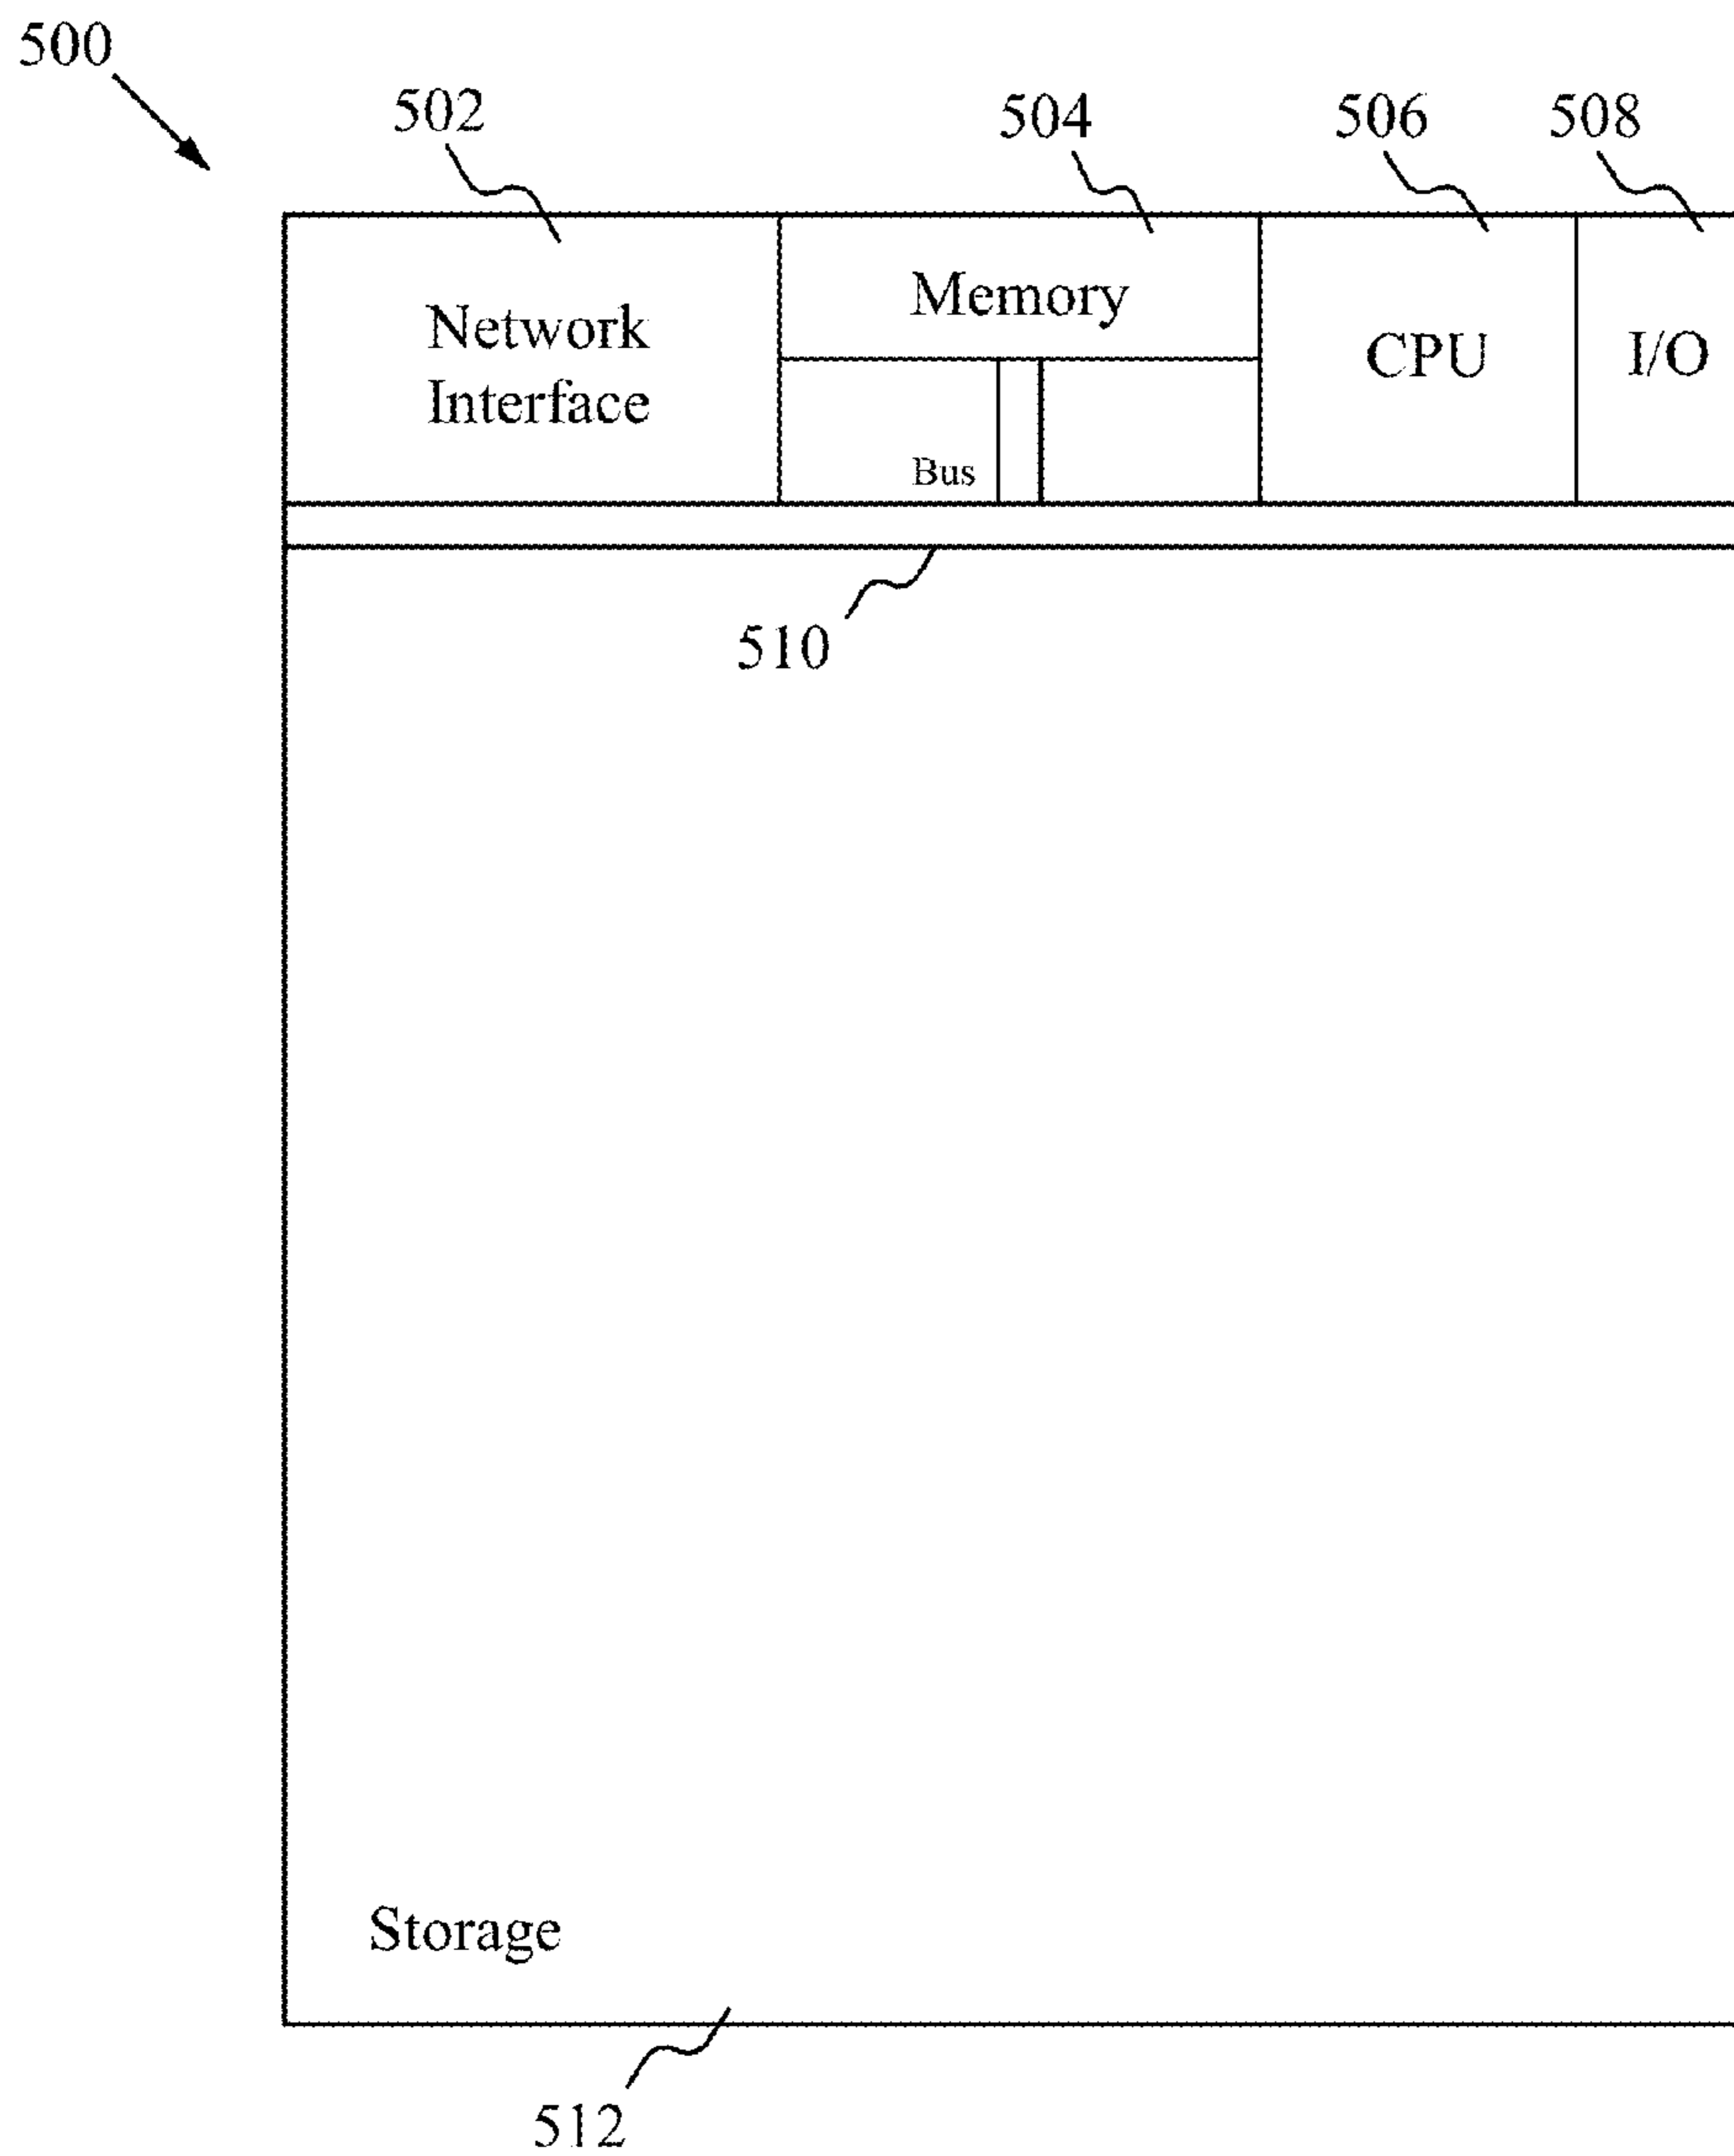 500
502
504
506
508
Network
Interface
Memory
CPU
I/O
Bus
510
Storage
512